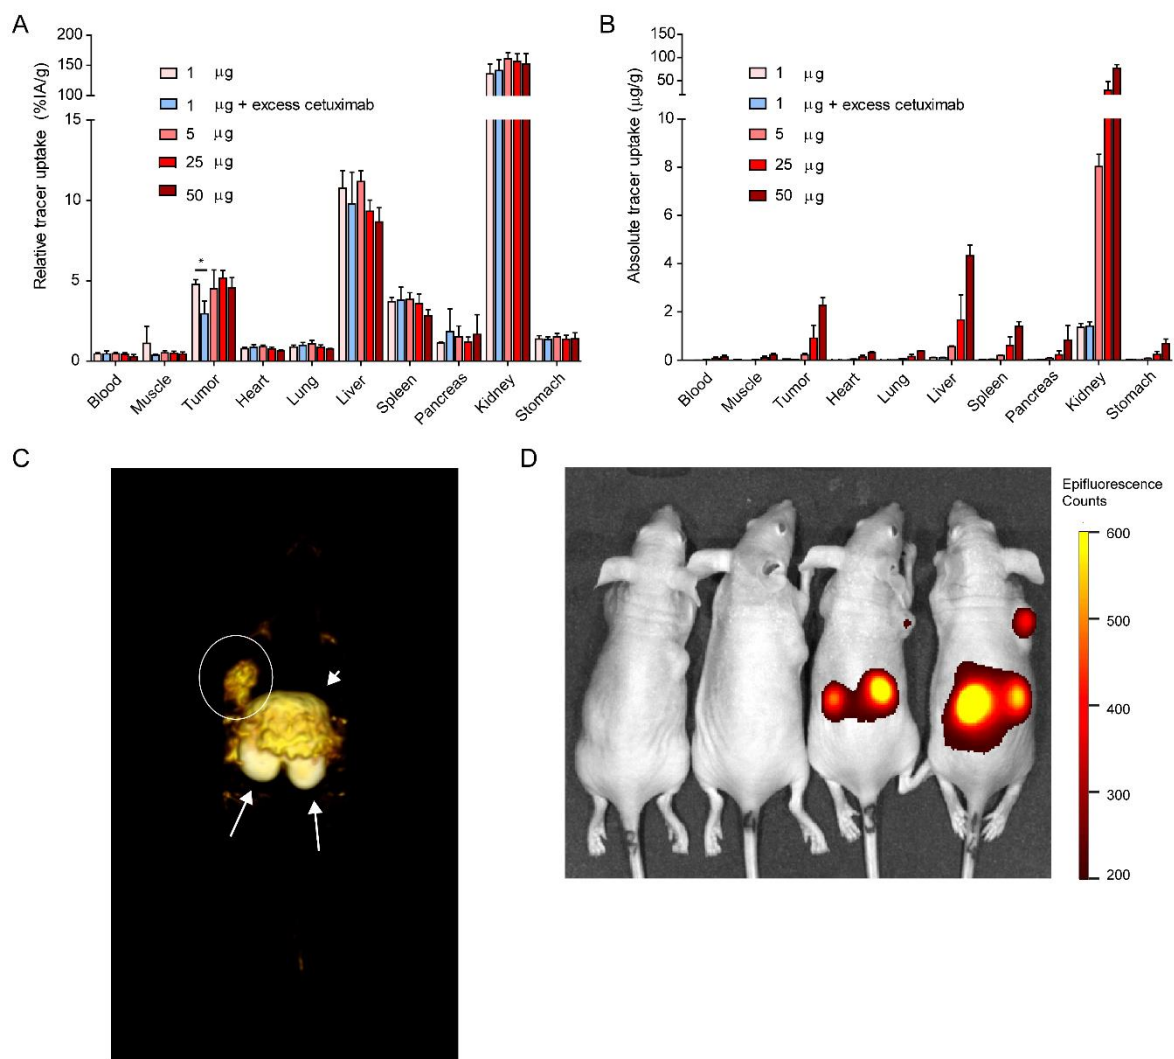 A
Relative tracer uptake (%IA/g)
200
150
100
15
10
5
0
1 μg
1 μg + excess cetuximab
5 μg
25 μg
50 μg
*
Blood
Muscle
Tumor
Heart
Lung
Liver
Spleen
Pancreas
Kidney
Stomach
B
Absolute tracer uptake (μg/g)
150
100
50
10
8
6
4
2
0
1 μg
1 μg + excess cetuximab
5 μg
25 μg
50 μg
Blood
Muscle
Tumor
Heart
Lung
Liver
Spleen
Pancreas
Kidney
Stomach
C
D
Epifluorescence
Counts
600
500
400
300
200